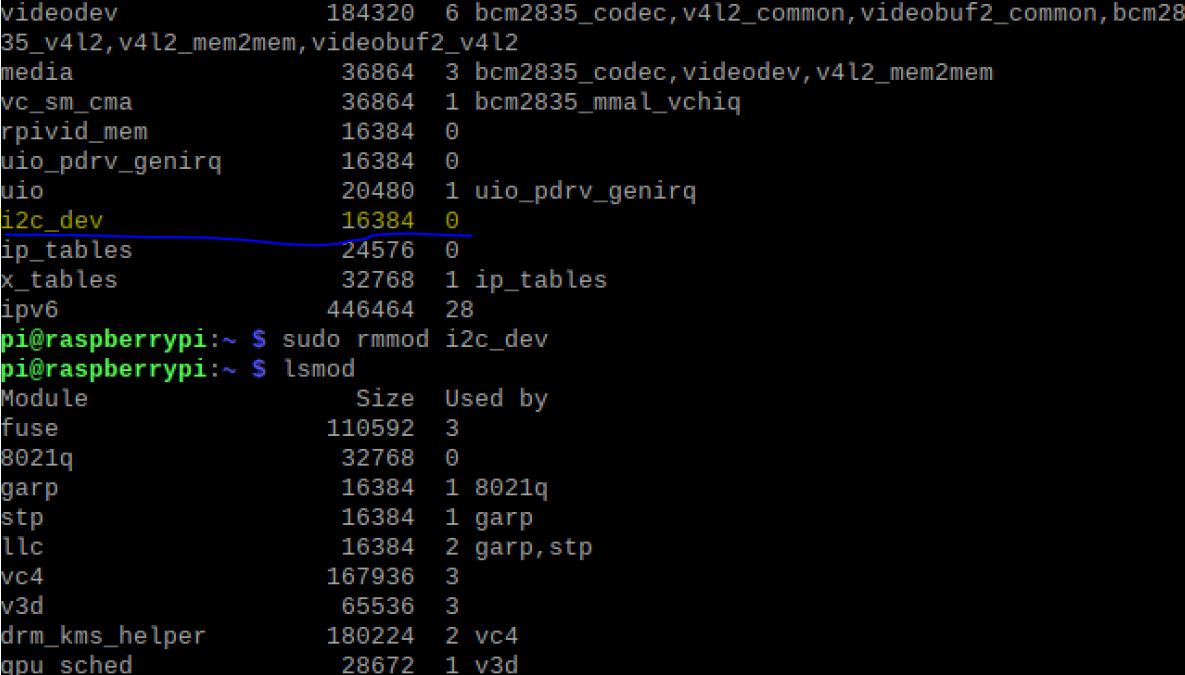 videodev              184320  6 bcm2835_codec,v4l2_common,videobuf2_common,bcm28
35_v4l2,v4l2_mem2mem,videobuf2_v4l2
media                  36864  3 bcm2835_codec,videodev,v4l2_mem2mem
vc_sm_cma              36864  1 bcm2835_mmal_vchiq
rpivid_mem             16384  0
uio_pdrv_genirq        16384  0
uio                    20480  1 uio_pdrv_genirq
i2c_dev                16384  0
ip_tables              24576  0
x_tables               32768  1 ip_tables
ipv6                  446464  28
pi@raspberrypi:~ $ sudo rmmod i2c_dev
pi@raspberrypi:~ $ lsmod
Module                  Size  Used by
fuse                  110592  3
8021q                  32768  0
garp                   16384  1 8021q
stp                    16384  1 garp
llc                    16384  2 garp,stp
vc4                   167936  3
v3d                    65536  3
drm_kms_helper        180224  2 vc4
gpu_sched              28672  1 v3d